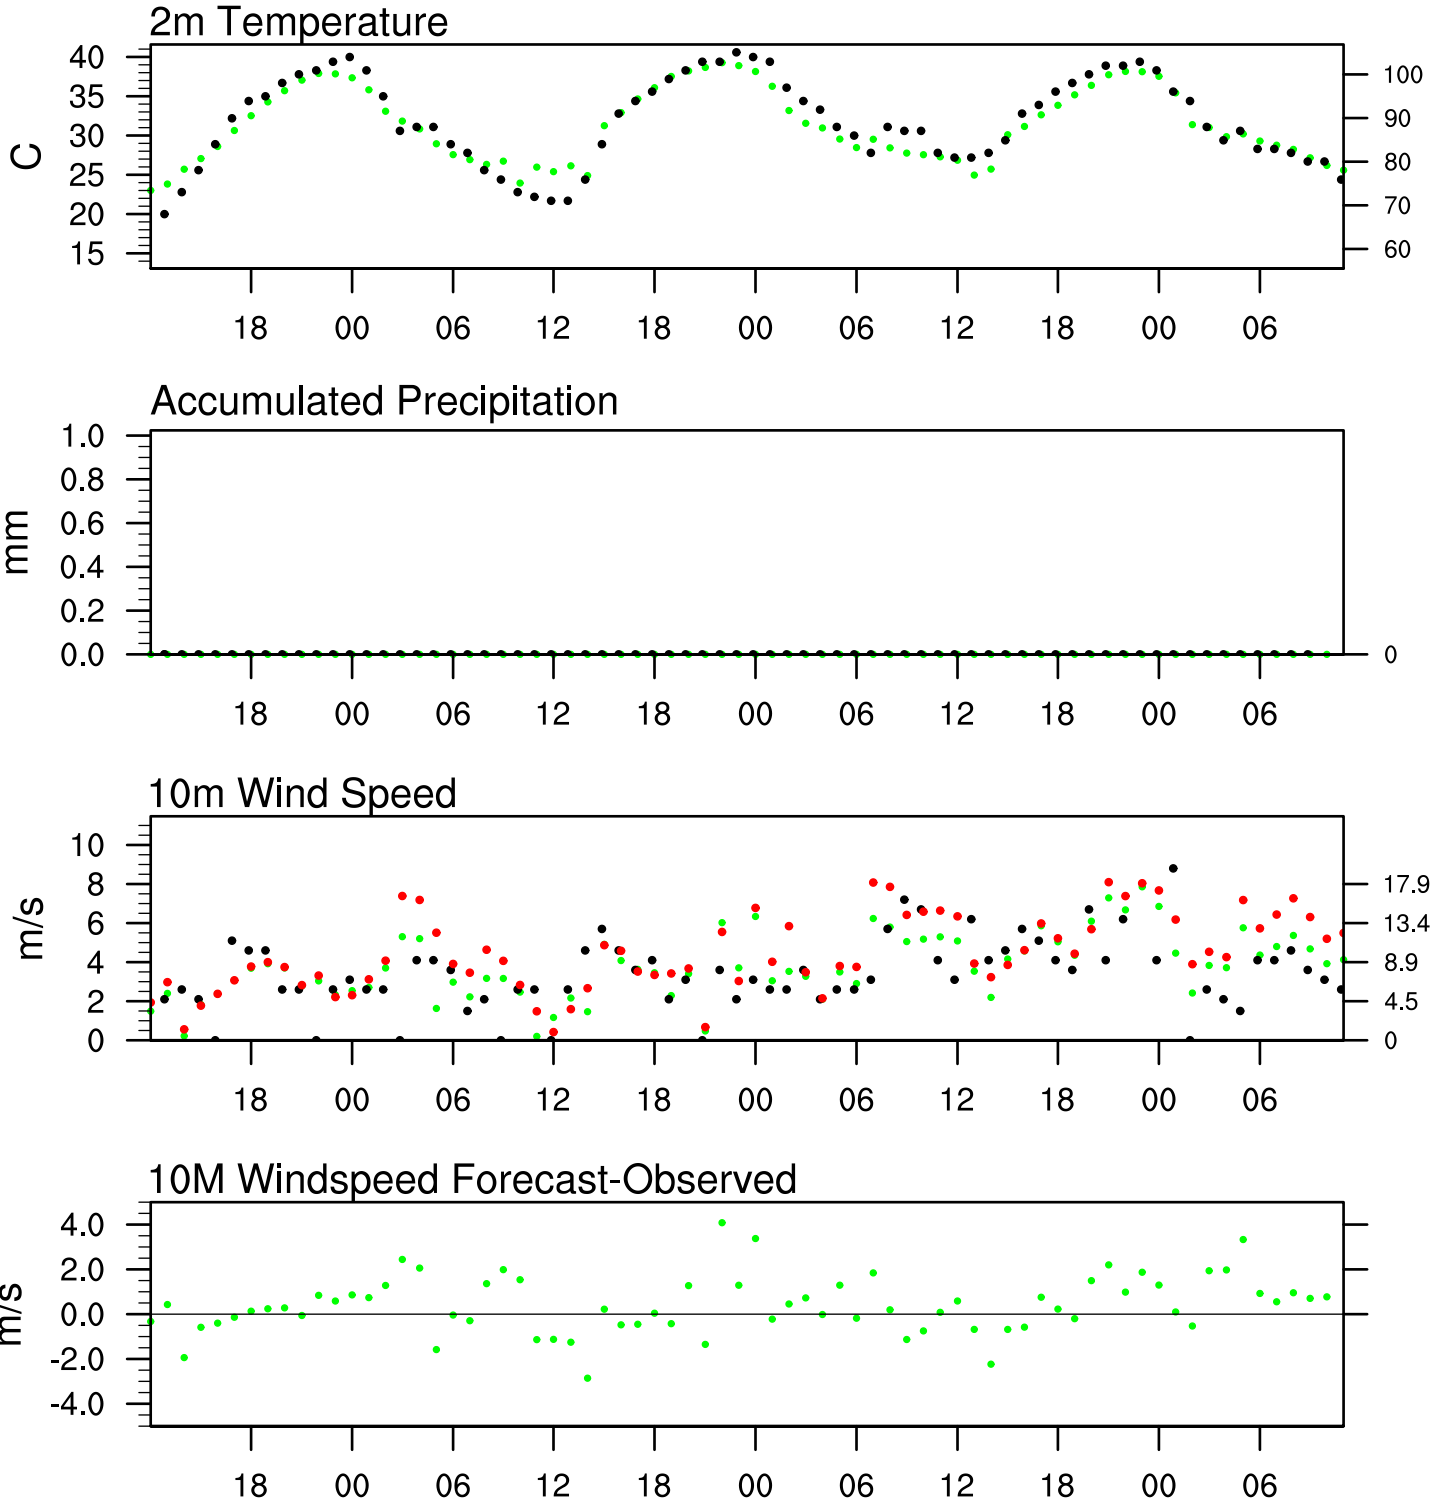 2m Temperature
40
35
30
25
20
15
C
100
90
80
70
60
18 00 06 12 18 00 06 12 18 00 06
Accumulated Precipitation
1.0
0.8
0.6
0.4
0.2
0.0
mm
0
18 00 06 12 18 00 06 12 18 00 06
10m Wind Speed
10
8
6
4
2
0
m/s
17.9
13.4
8.9
4.5
0
18 00 06 12 18 00 06 12 18 00 06
10M Windspeed Forecast-Observed
4.0
2.0
0.0
-2.0
-4.0
m/s
18 00 06 12 18 00 06 12 18 00 06